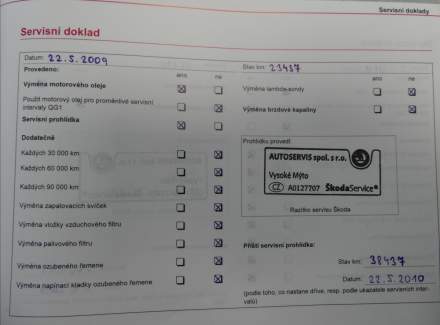 Servisní doklady
Servisní doklad
Datum: 22.5.2009
Stav km: 23437
Provedeno:
ano ne
ano ne
Výměna motorového oleje
Výměna lambda-sondy
Použit motorový olej pro proměnlivé servisní
intervaly QG1
Výměna brzdové kapaliny
Servisní prohlídka
Dodatečně
Prohlídku provedl:
Každých 30 000 km
AUTOSERVIS spol. s r.o.
Každých 60 000 km
Vysoké Mýto
Každých 90 000 km
CZ A0127707 ŠkodaService®
Výměna zapalovacích svíček
Razítko servisu Škoda
Výměna vložky vzduchového filtru
Výměna palivového filtru
Příští servisní prohlídka:
Výměna ozubeného řemene
Stav km: 38437
Výměna napínací kladky ozubeného řemene
Datum: 22.5.2010
(podle toho, co nastane dříve, resp. podle ukazatele servisních inter-
valů)